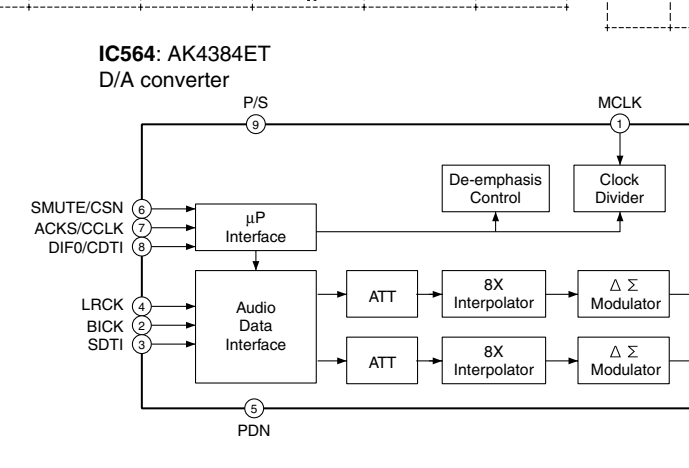 IC564: AK4384ET
D/A converter
P/S
9
MCLK
1
De-emphasis
Control
Clock
Divider
SMUTE/CSN 6
ACKS/CCLK 7
DIF0/CDTI 8
μP
Interface
LRCK 4
BICK 2
SDTI 3
Audio
Data
Interface
ATT
8X
Interpolator
Δ Σ
Modulator
ATT
8X
Interpolator
Δ Σ
Modulator
5
PDN